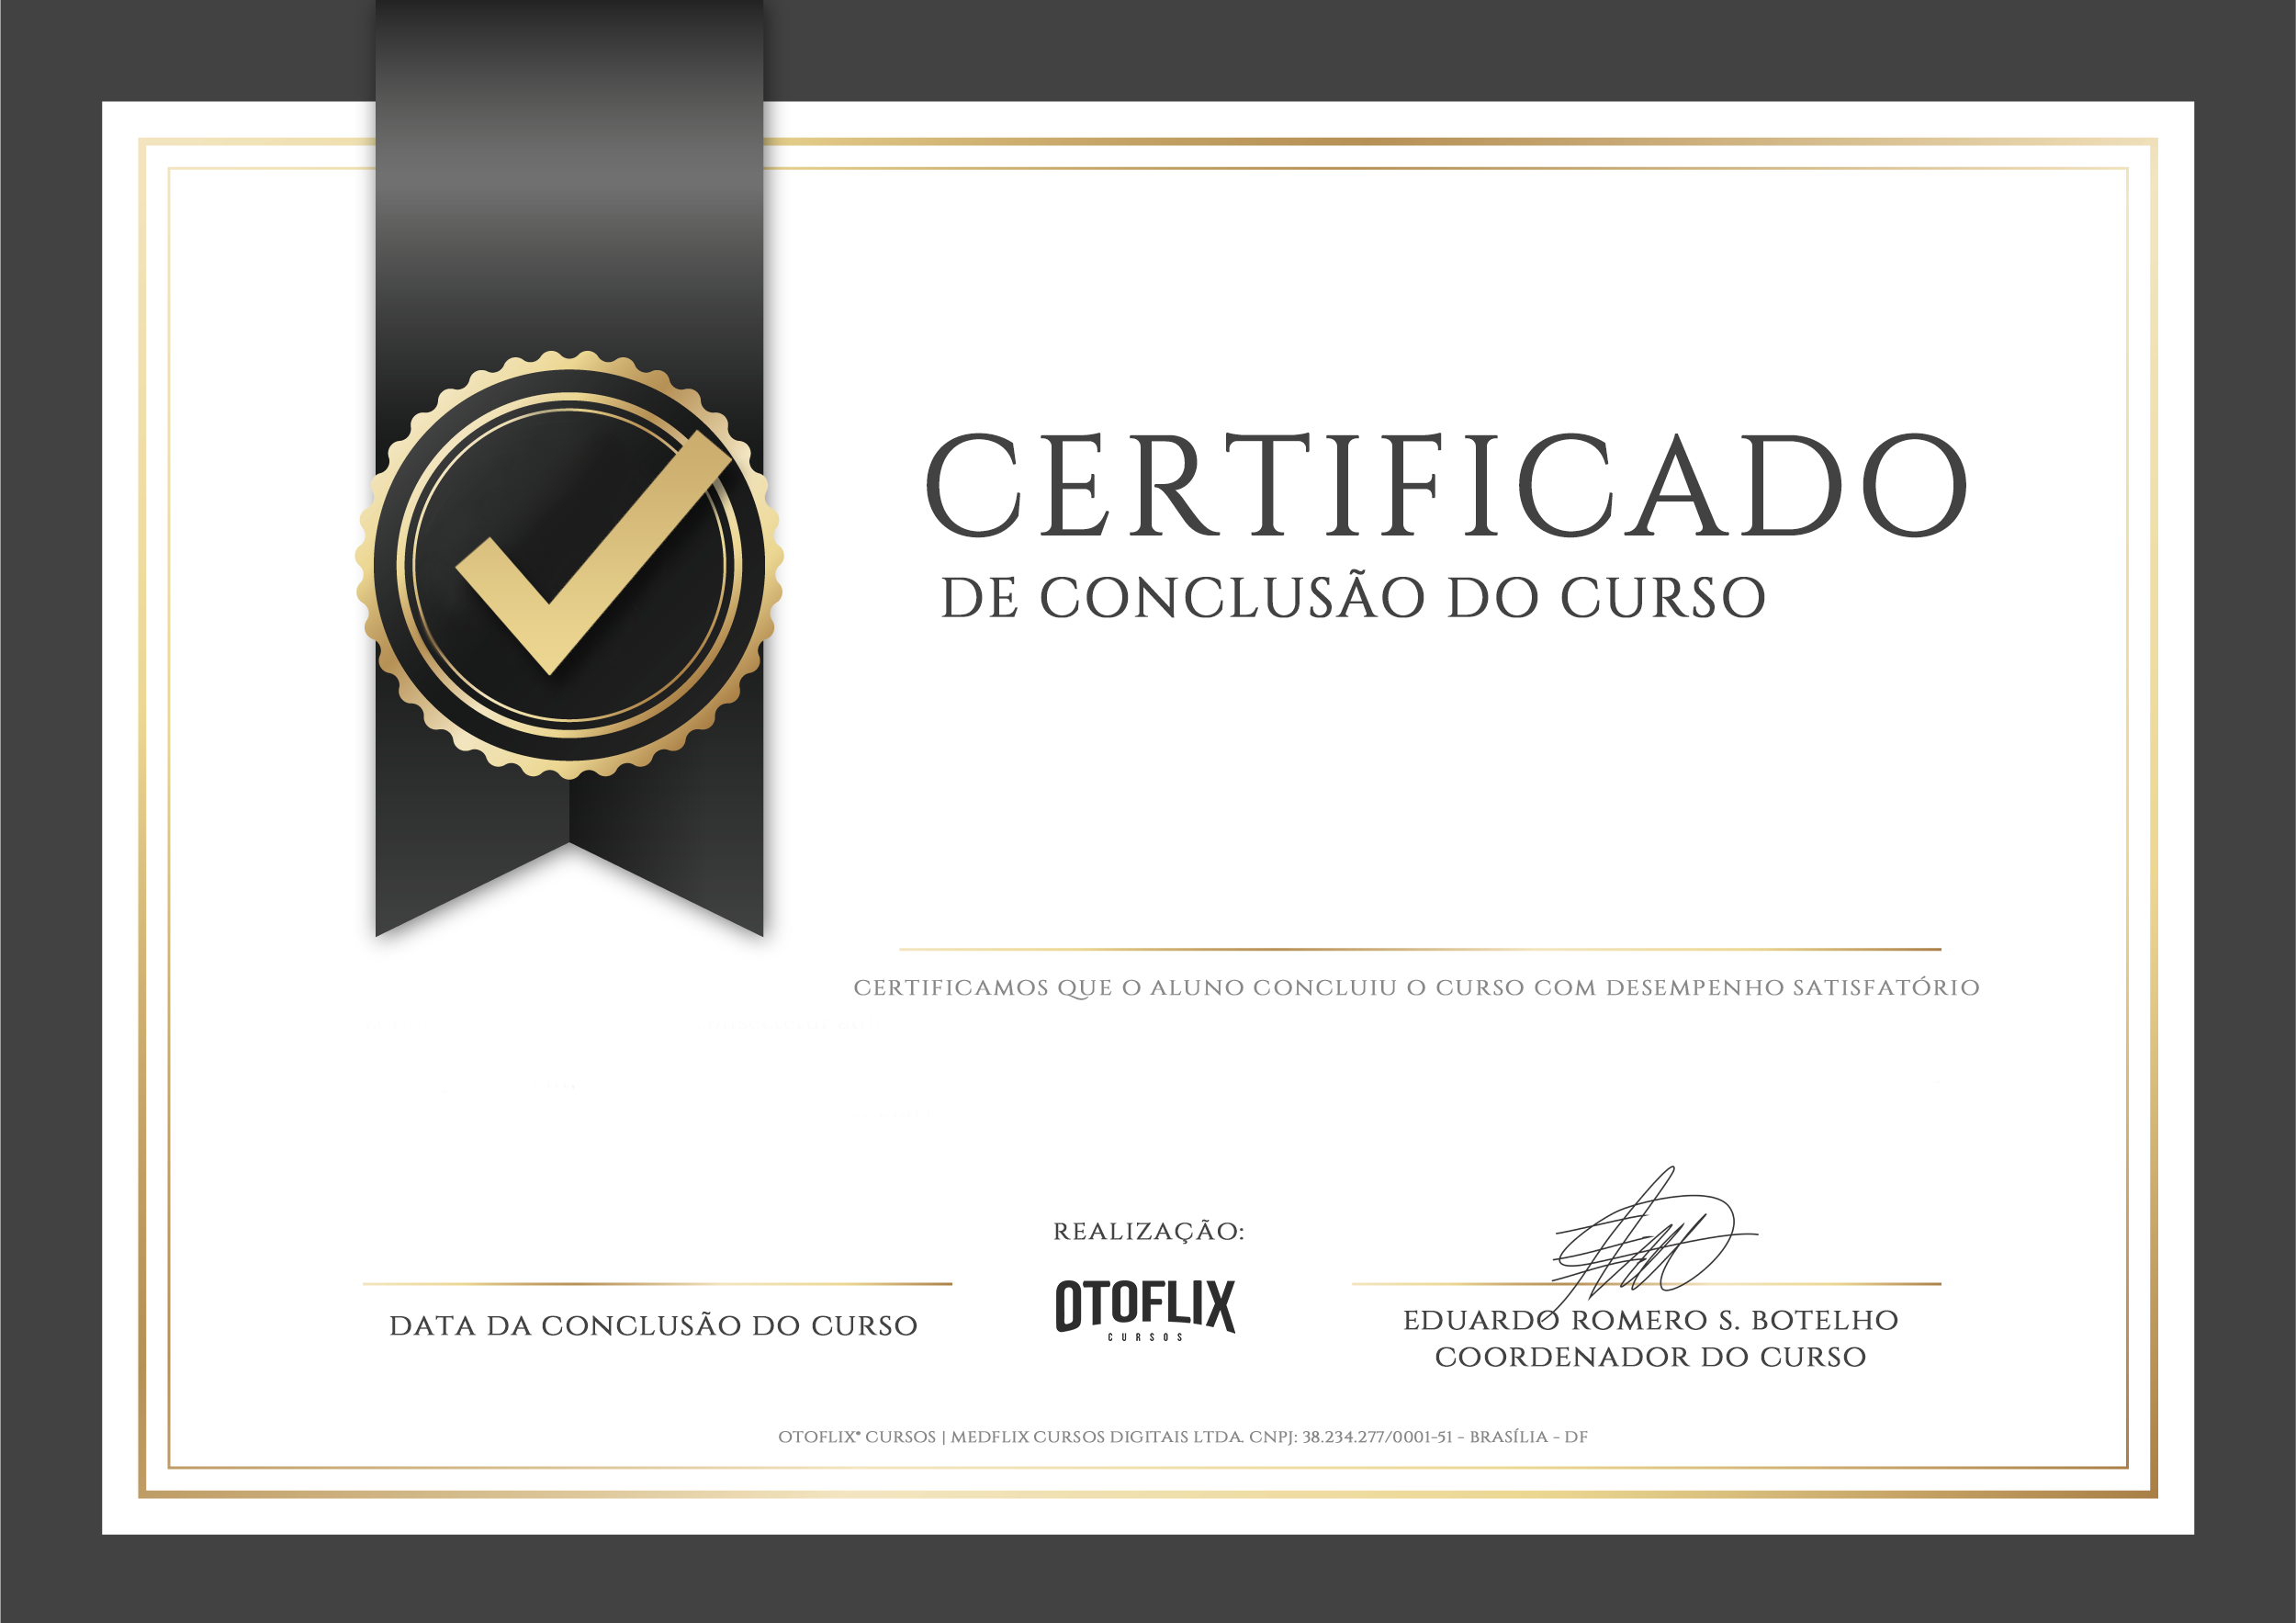 CERTIFICADO
DE CONCLUSÃO DO CURSO
CERTIFICAMOS QUE O ALUNO CONCLUIU O CURSO COM DESEMPENHO SATISFATÓRIO
REALIZAÇÃO:
OTOFLIX
CURSOS
DATA DA CONCLUSÃO DO CURSO
EDUARDO ROMERO S. BOTELHO
COORDENADOR DO CURSO
OTOFLIX® CURSOS | MEDFLIX CURSOS DIGITAIS LTDA. CNPJ: 38.234.277/0001-51 - BRASÍLIA - DF